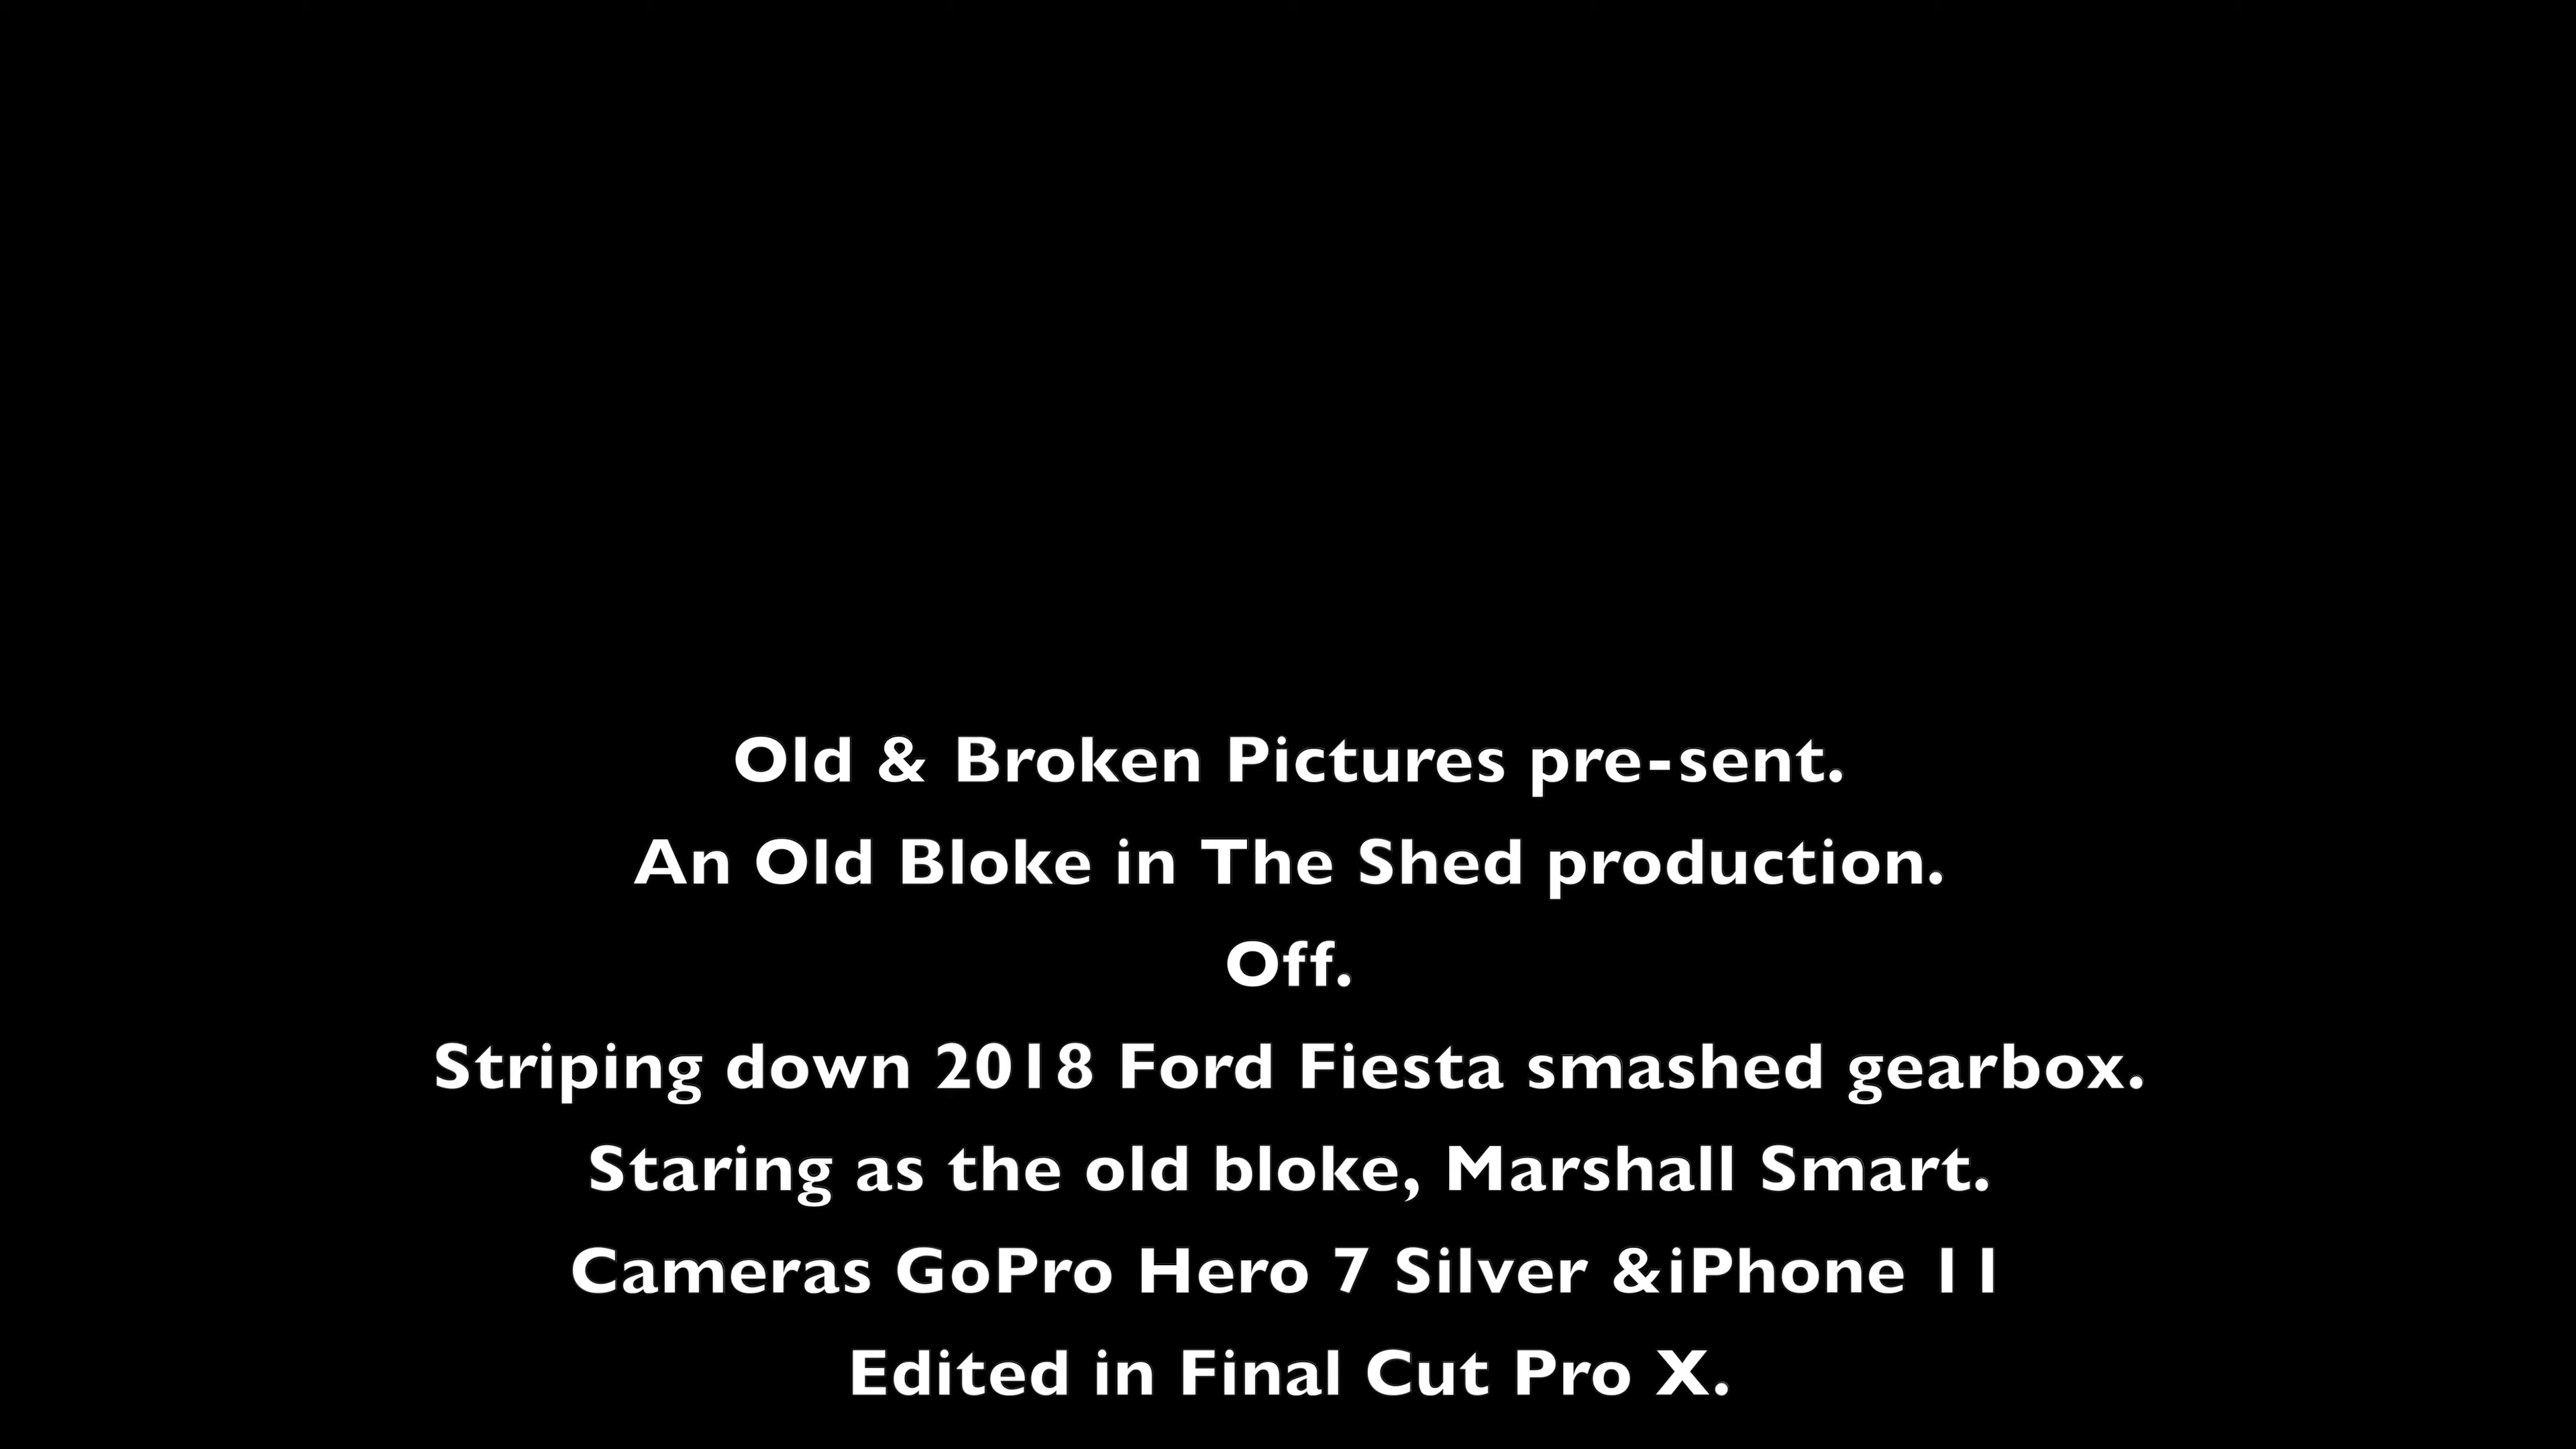 Old & Broken Pictures pre-sent.
An Old Bloke in The Shed production.
Off.
Striping down 2018 Ford Fiesta smashed gearbox.
Staring as the old bloke, Marshall Smart.
Cameras GoPro Hero 7 Silver &iPhone 11
Edited in Final Cut Pro X.